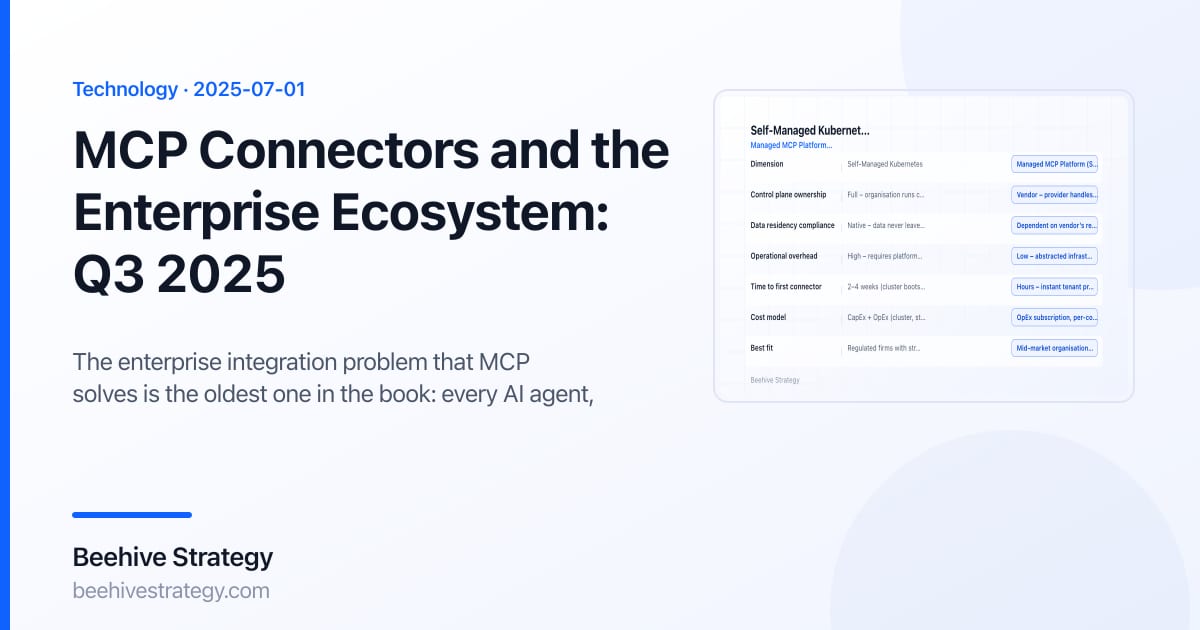 Technology · 2025-07-01
MCP Connectors and the
Enterprise Ecosystem:
Q3 2025
The enterprise integration problem that MCP
solves is the oldest one in the book: every AI agent,
Beehive Strategy
beehivestrategy.com
Self-Managed Kubernet...
Managed MCP Platform...
Dimension Self-Managed Kubernetes Managed MCP Platform (S...
Control plane ownership Full – organisation runs c... Vendor – provider handles...
Data residency compliance Native – data never leave... Dependent on vendor's re...
Operational overhead High – requires platform... Low – abstracted infrast...
Time to first connector 2–4 weeks (cluster boots... Hours – instant tenant pr...
Cost model CapEx + OpEx (cluster, st... OpEx subscription, per-co...
Best fit Regulated firms with str... Mid-market organisation...
Beehive Strategy